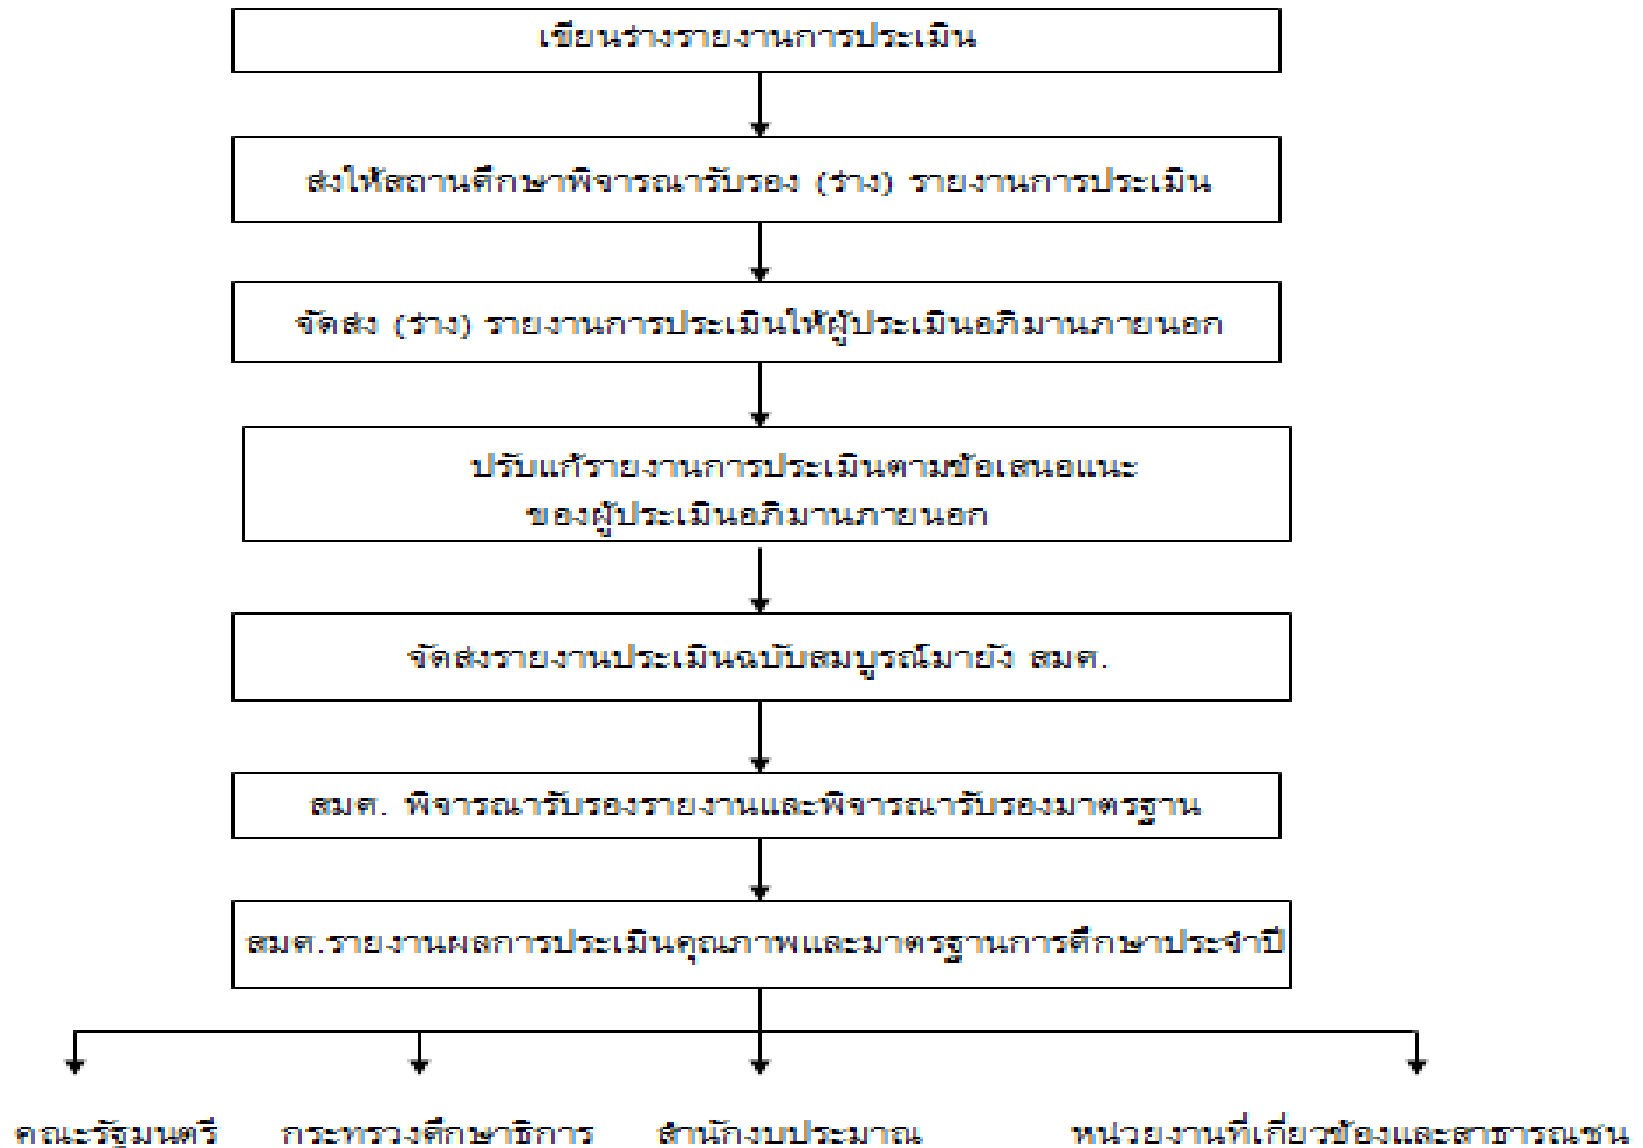 เขียนร่างรายงานการประเมิน
ส่งให้สถานศึกษาพิจารณารับรอง (ร่าง) รายงานการประเมิน
จัดส่ง (ร่าง) รายงานการประเมินให้ผู้ประเมินอภิมานภายนอก
ปรับแก้รายงานการประเมินตามข้อเสนอแนะ
ของผู้ประเมินอภิมานภายนอก
จัดส่งรายงานประเมินฉบับสมบูรณ์มายัง สมศ.
สมศ. พิจารณารับรองรายงานและพิจารณารับรองมาตรฐาน
สมศ.รายงานผลการประเมินคุณภาพและมาตรฐานการศึกษาประจำปี
คณะรัฐมนตรี กระทรวงศึกษาธิการ สำนักงบประมาณ หน่วยงานที่เกี่ยวข้องและสาธารณชน